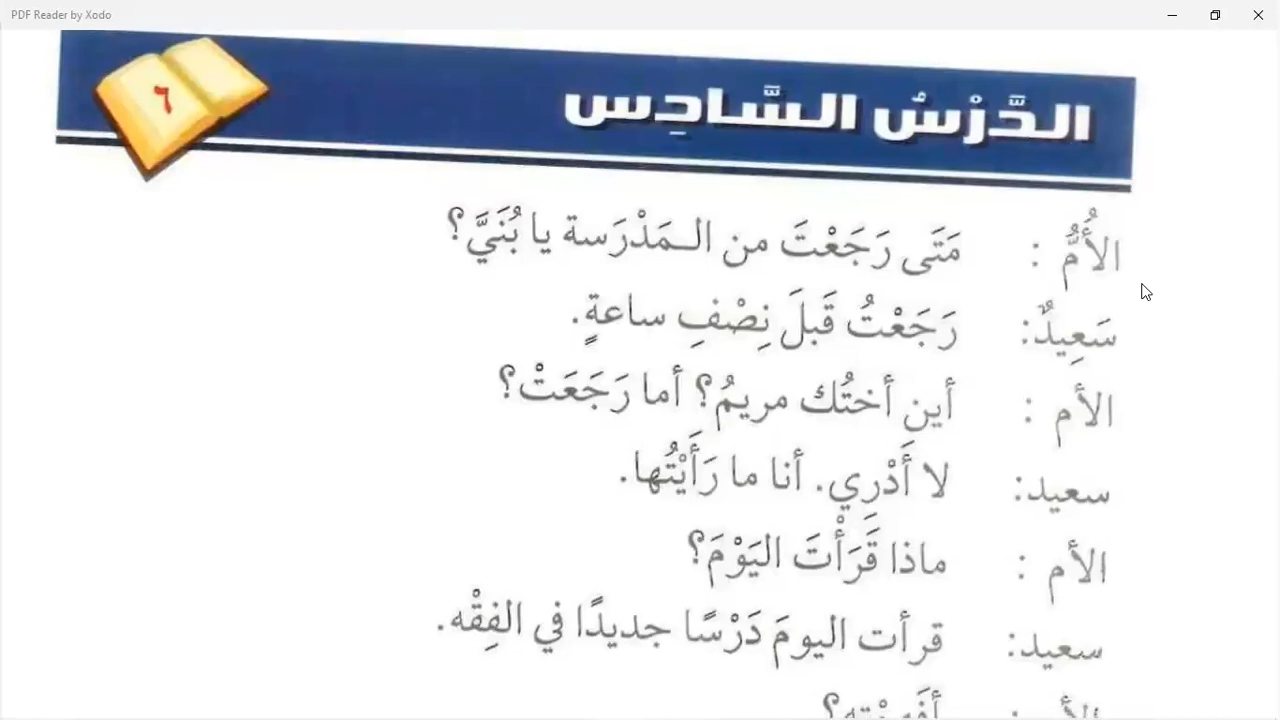 PDF Reader by Xodo
٦
الدَّرْسُ السَّادِس
الأُمُّ : مَتَى رَجَعْتَ من الـمَدْرَسة يا بُنَيَّ؟
سَعِيدٌ: رَجَعْتُ قَبلَ نِصْفِ ساعةٍ.
الأم : أين أختُك مريمُ؟ أما رَجَعَتْ؟
سعيد: لا أَدْرِي. أنا ما رَأَيْتُها.
الأم : ماذا قَرَأْتَ اليَوْمَ؟
سعيد: قرأت اليومَ دَرْسًا جديدًا في الفِقْه.